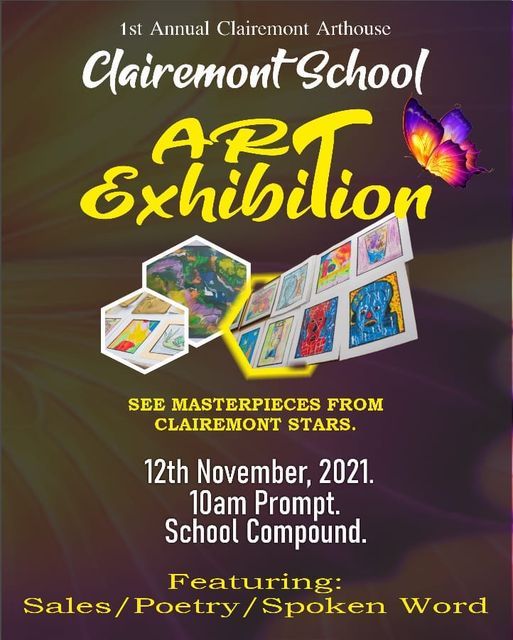 1st Annual Clairemont Arthouse
Clairemont School
ART
Exhibition
SEE MASTERPIECES FROM
CLAIREMONT STARS.
12th November, 2021.
10am Prompt.
School Compound.
Featuring:
Sales/Poetry/Spoken Word